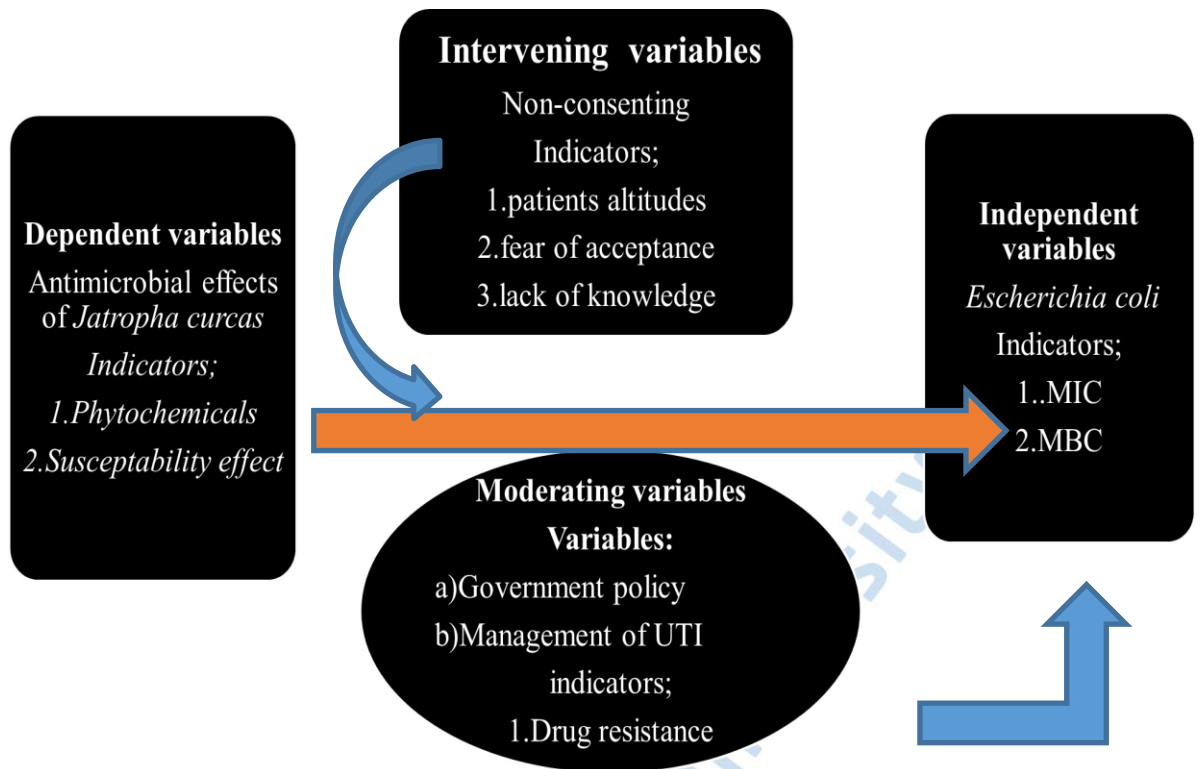 Intervening variables
Non-consenting
Indicators;
1.patients altitudes
2.fear of acceptance
3.lack of knowledge
Dependent variables
Antimicrobial effects
of Jatropha curcas
Indicators;
1.Phytochemicals
2.Susceptability effect
Independent
variables
Escherichia coli
Indicators;
1..MIC
2.MBC
Moderating variables
Variables:
a)Government policy
b)Management of UTI
indicators;
1.Drug resistance